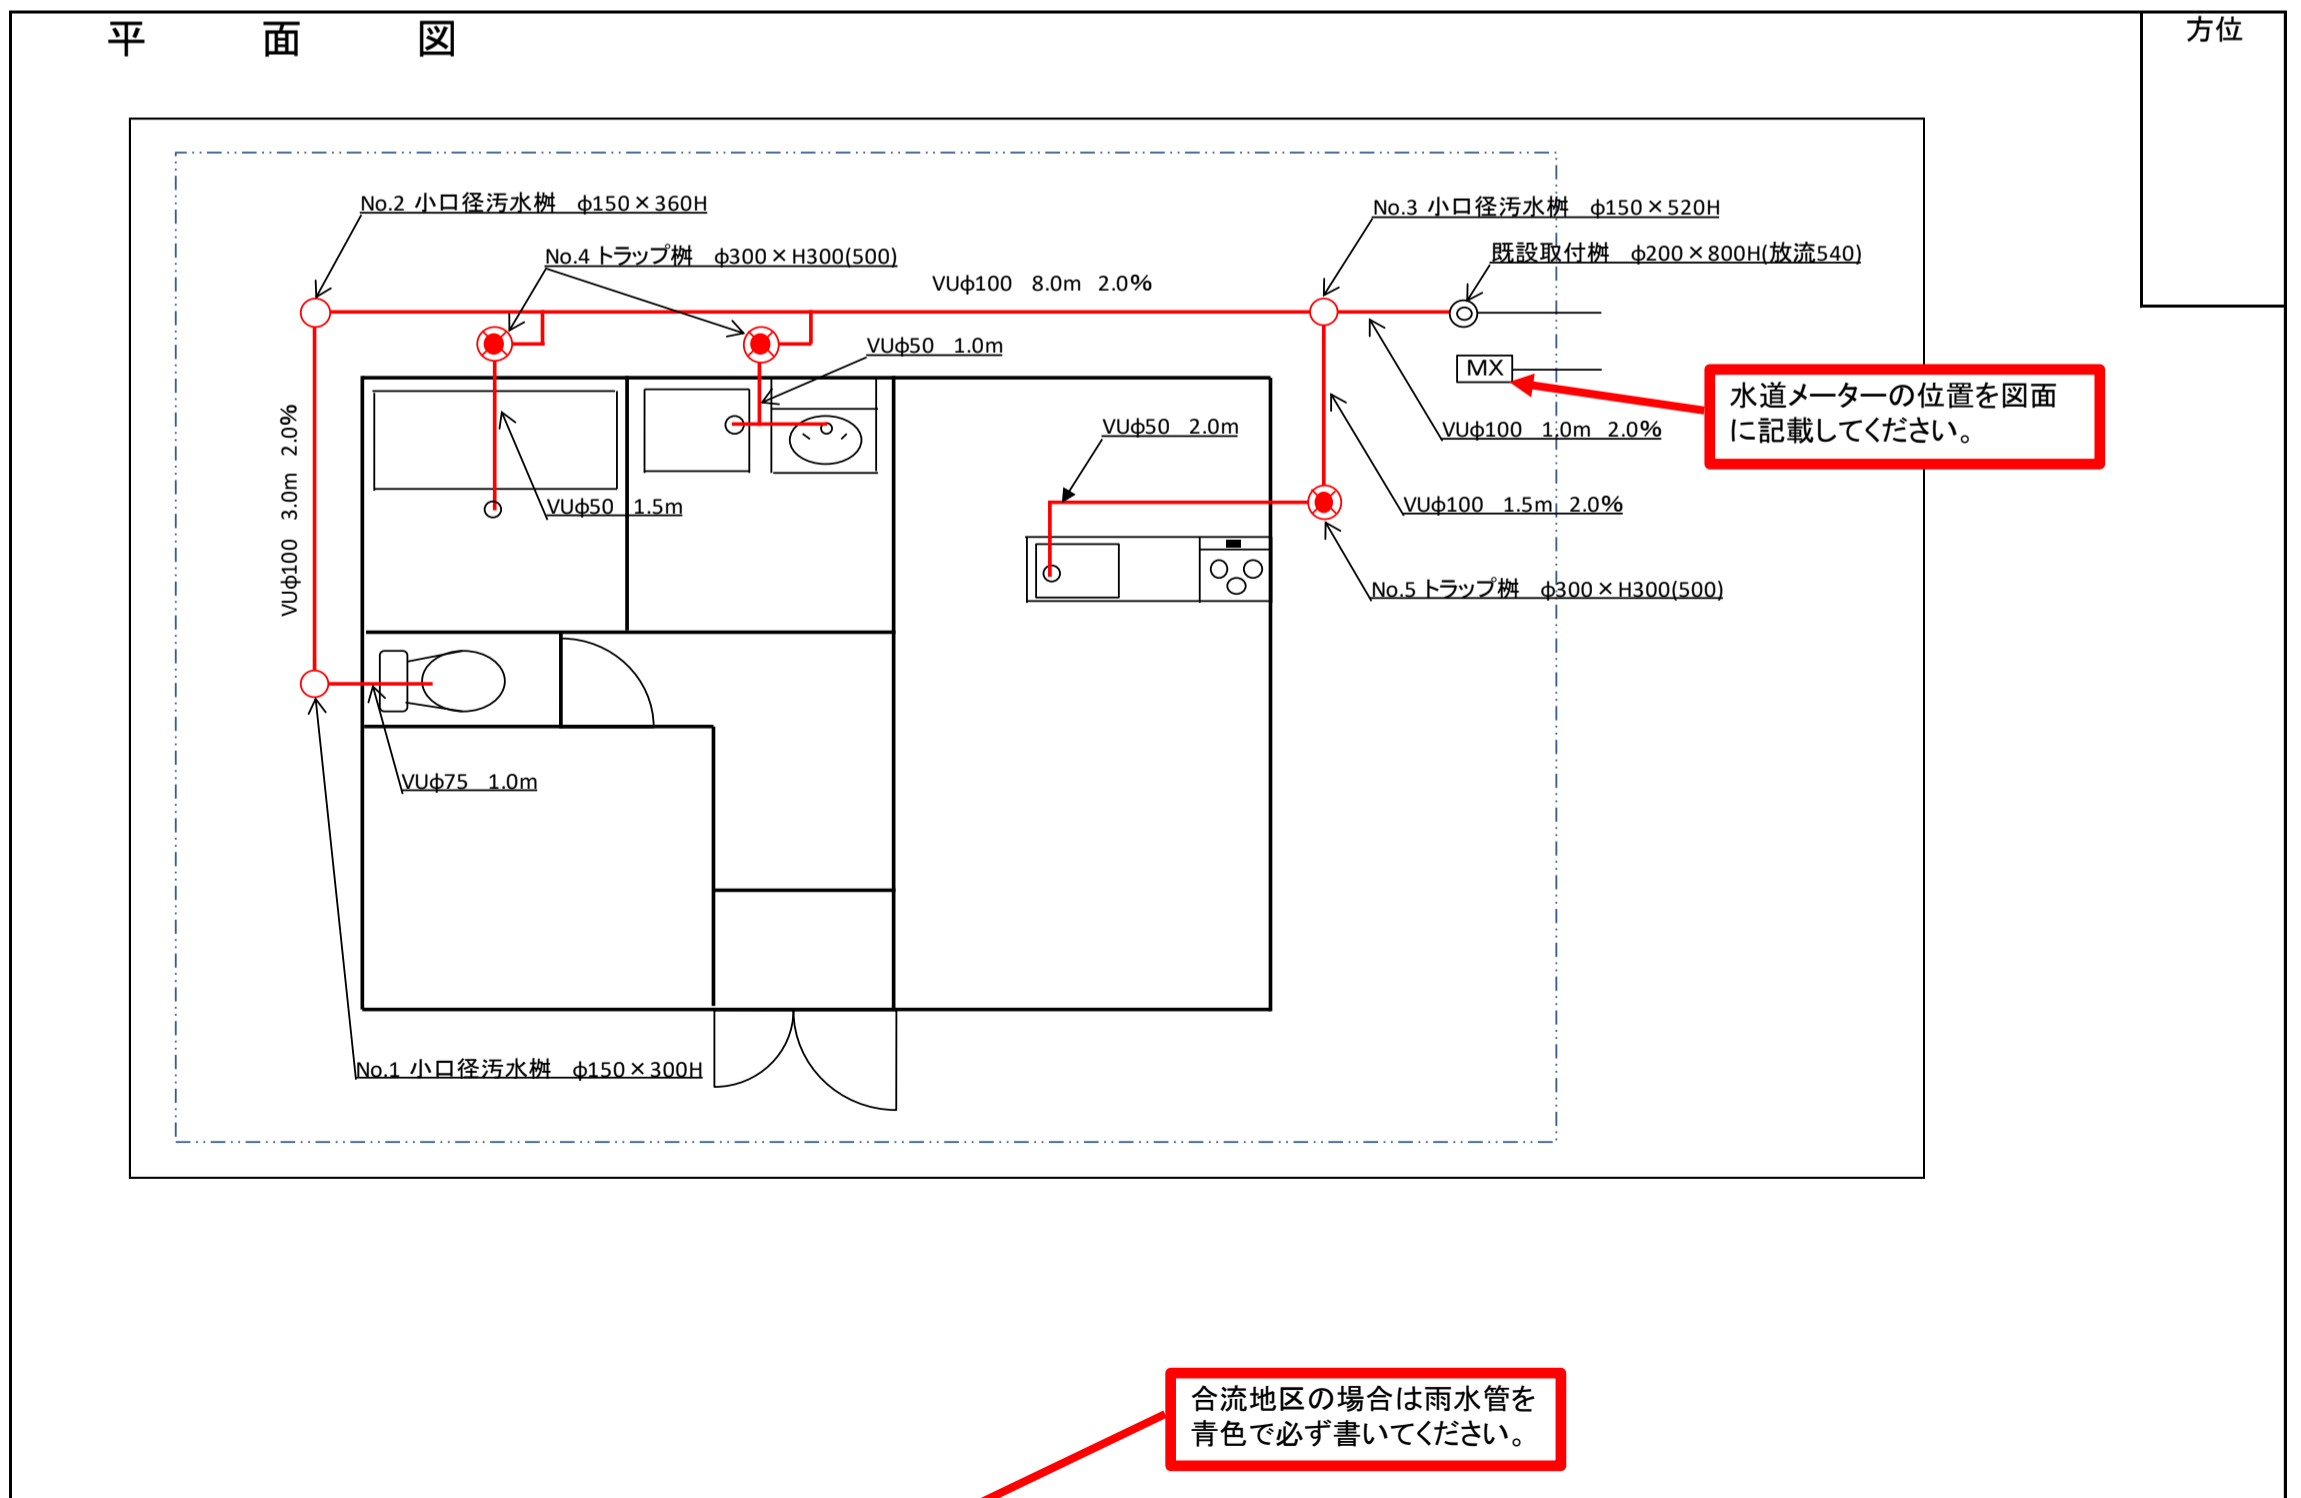 平 面 図
方位
No.2 小口径汚水桝 φ150×360H
No.3 小口径汚水桝 φ150×520H
No.4 トラップ桝 φ300×H300(500)
既設取付桝 φ200×800H(放流540)
VUφ100 8.0m 2.0%
VUφ50 1.0m
MX
水道メーターの位置を図面
に記載してください。
VUφ100 3.0m 2.0%
VUφ50 2.0m
VUφ100 1.0m 2.0%
VUφ50 1.5m
VUφ100 1.5m 2.0%
No.5 トラップ桝 φ300×H300(500)
VUφ75 1.0m
No.1 小口径汚水桝 φ150×300H
合流地区の場合は雨水管を
青色で必ず書いてください。